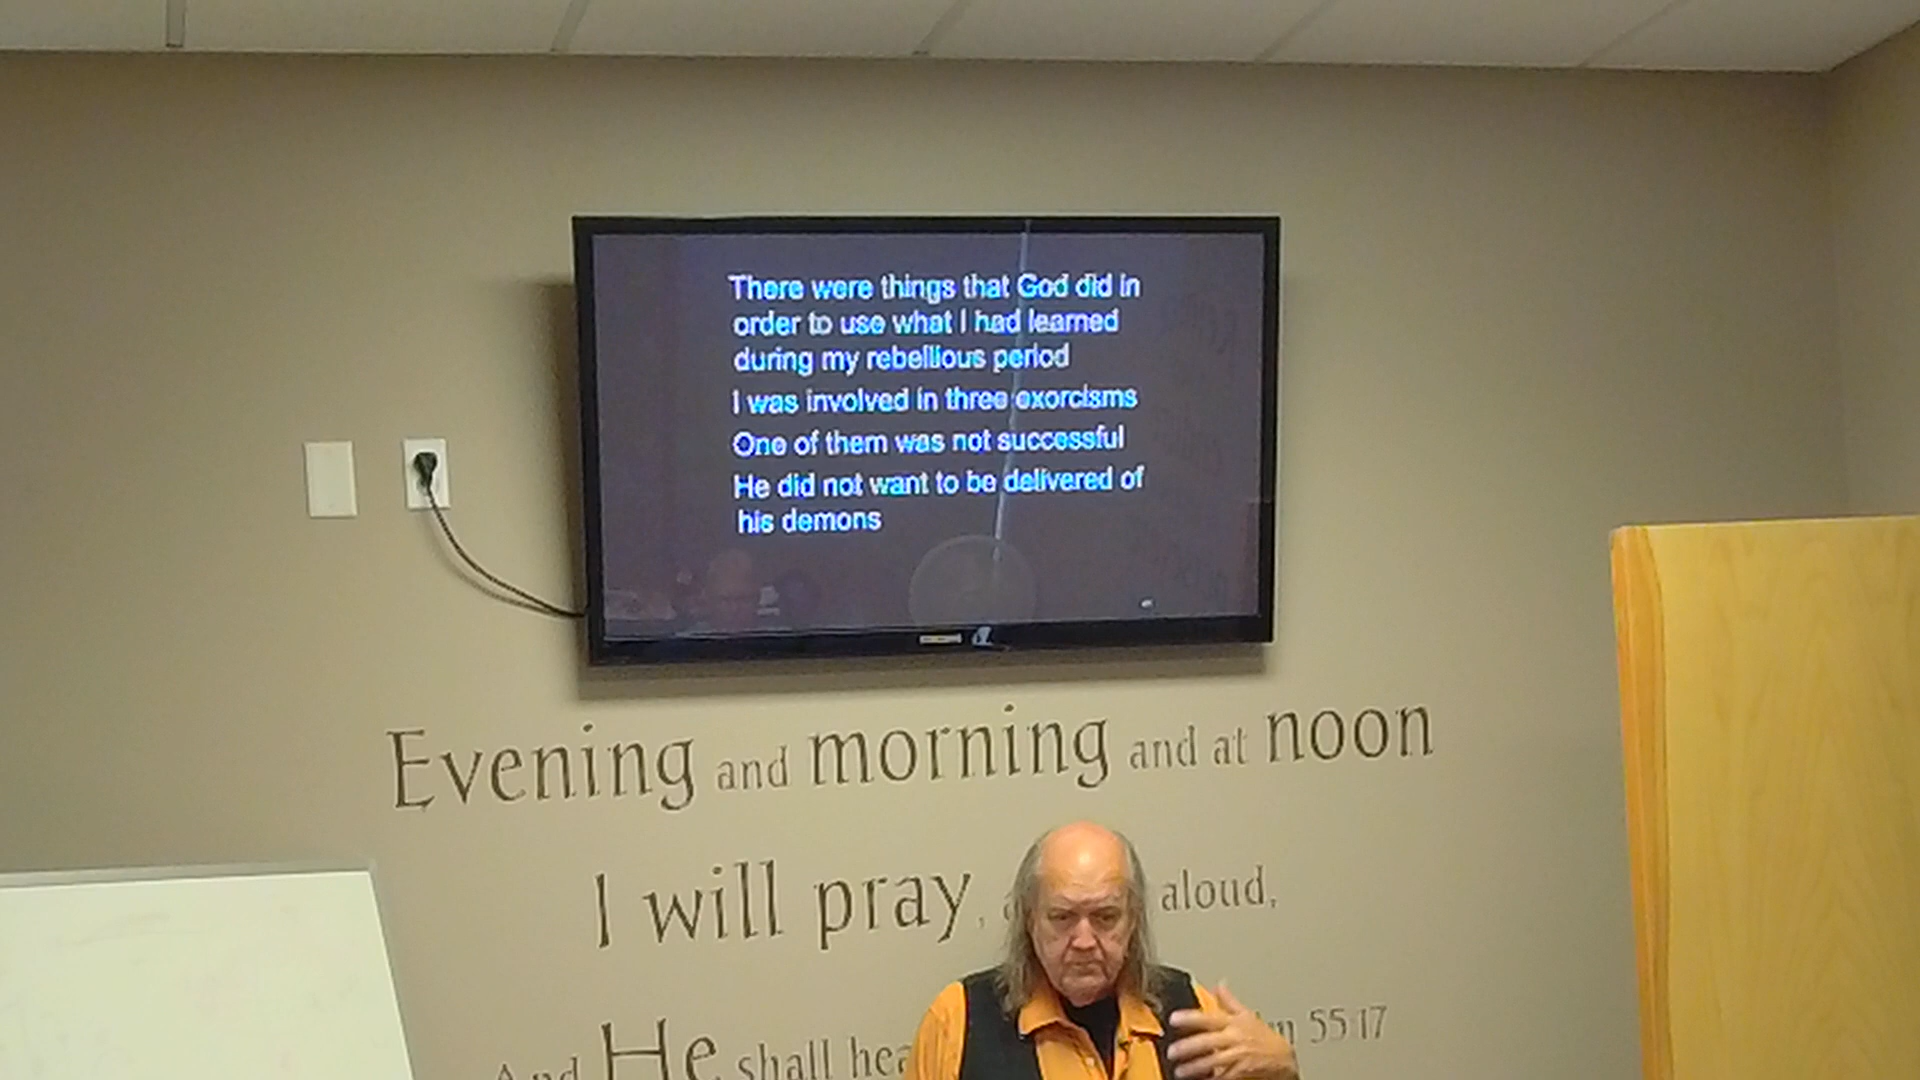 There were things that God did in
order to use what I had learned
during my rebellious period
I was involved in three exorcisms
One of them was not successful
He did not want to be delivered of
his demons
Evening and morning and at noon
I will pray, aloud,
And He shall 55:17